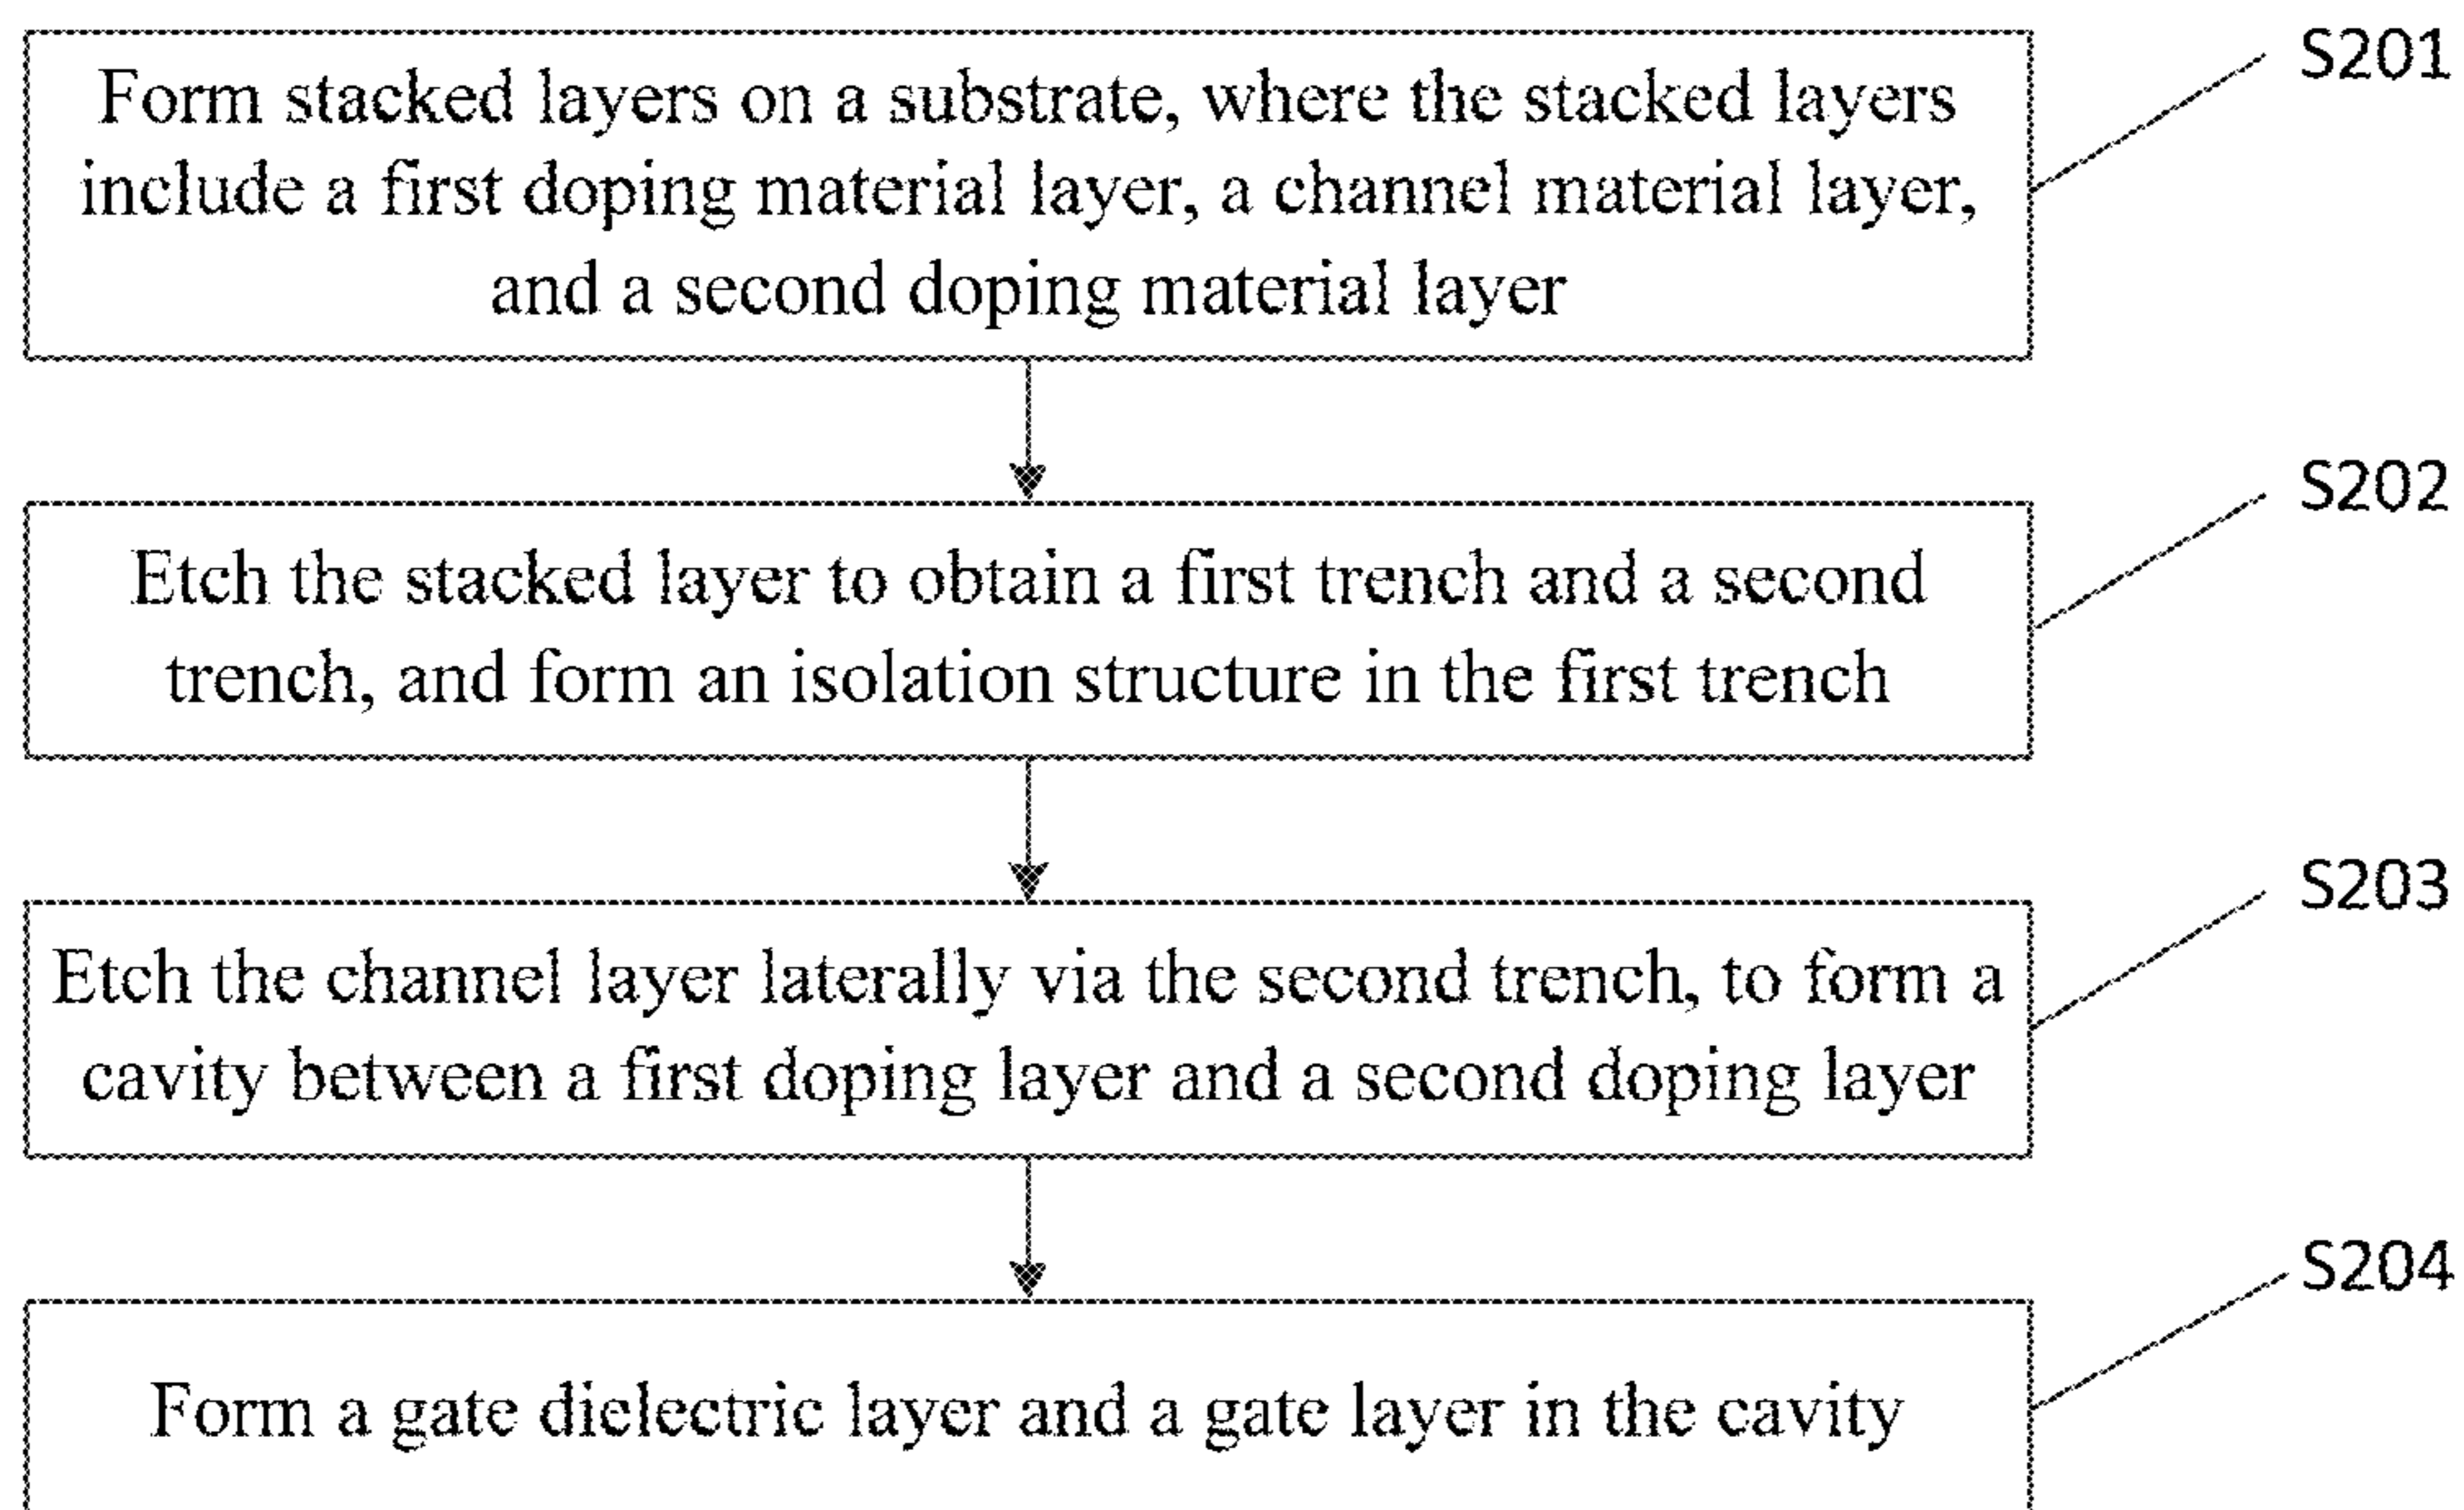 Form stacked layers on a substrate, where the stacked layers
include a first doping material layer, a channel material layer,
and a second doping material layer
S201
Etch the stacked layer to obtain a first trench and a second
trench, and form an isolation structure in the first trench
S202
Etch the channel layer laterally via the second trench, to form a
cavity between a first doping layer and a second doping layer
S203
Form a gate dielectric layer and a gate layer in the cavity
S204